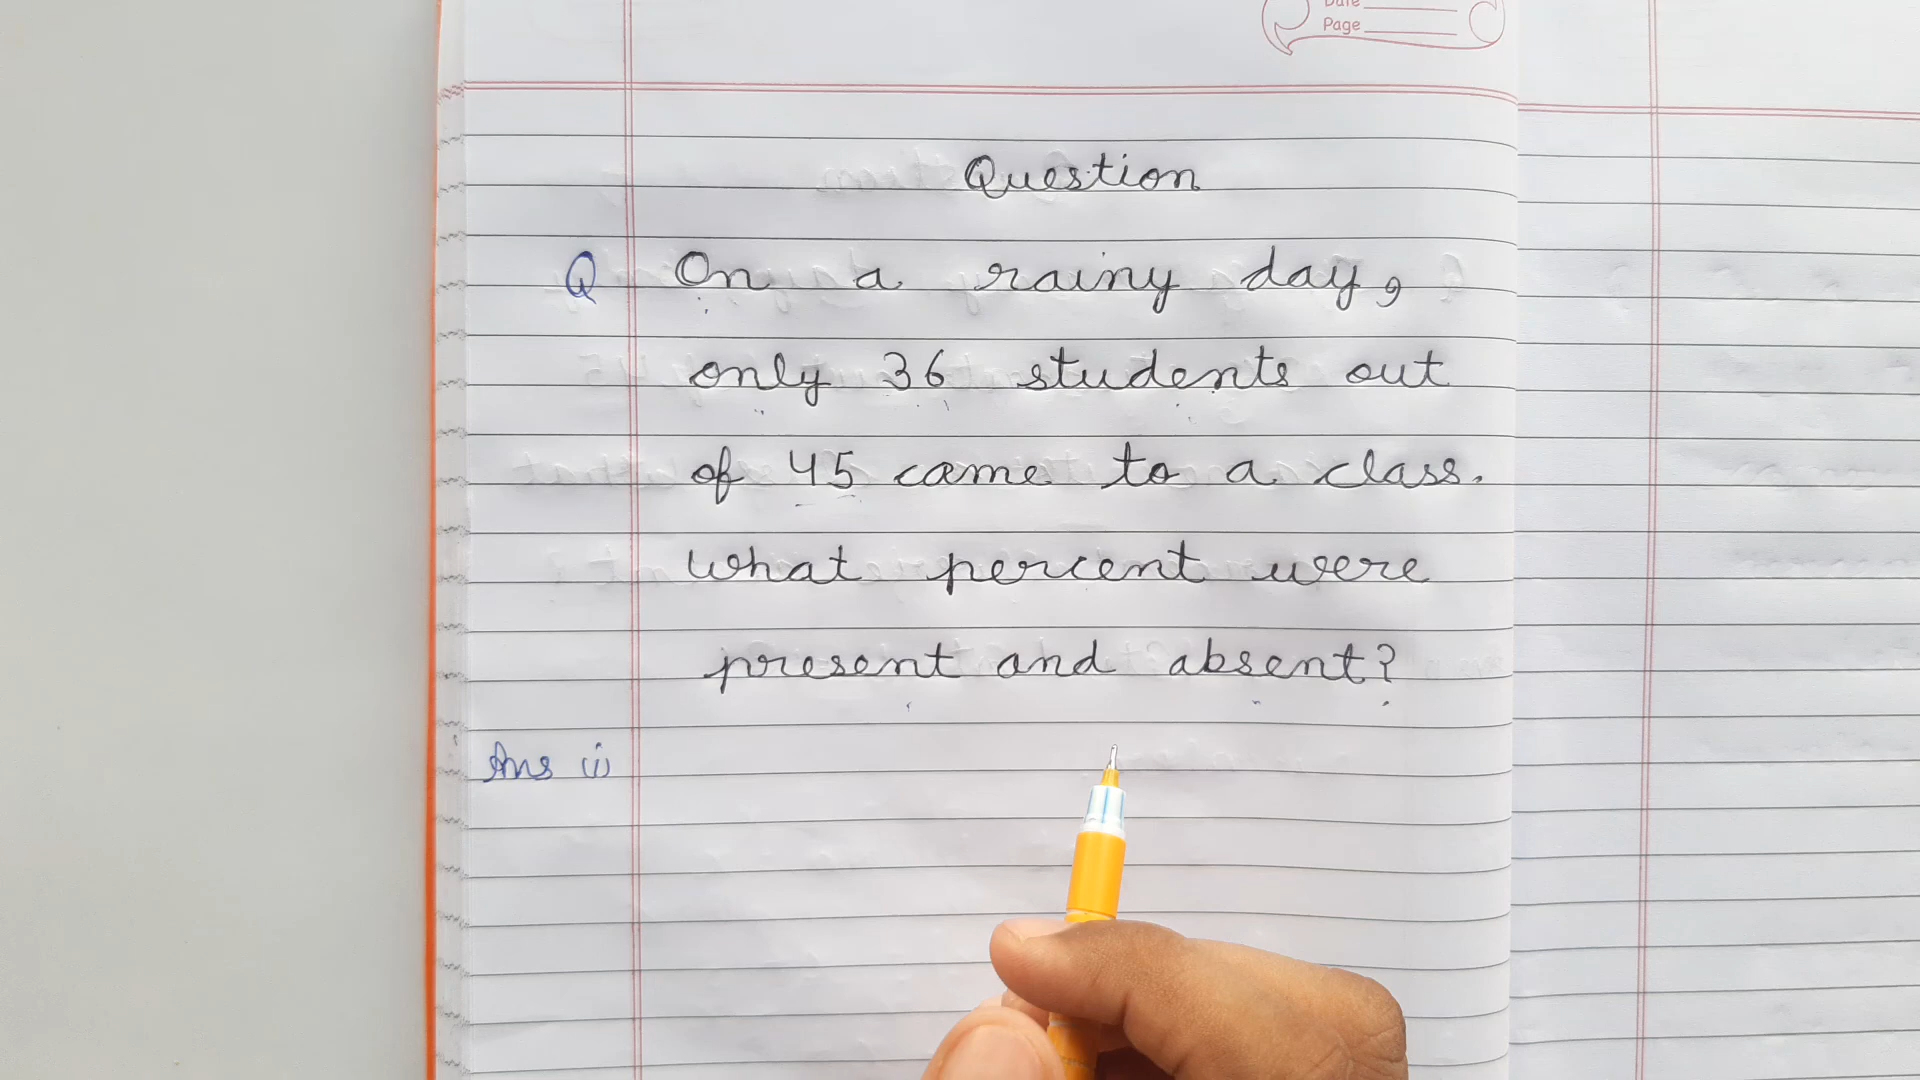 Date
Page
Question
Q On a rainy day,
only 36 students out
of 45 came to a class.
What percent were
present and absent?
Ans (i)